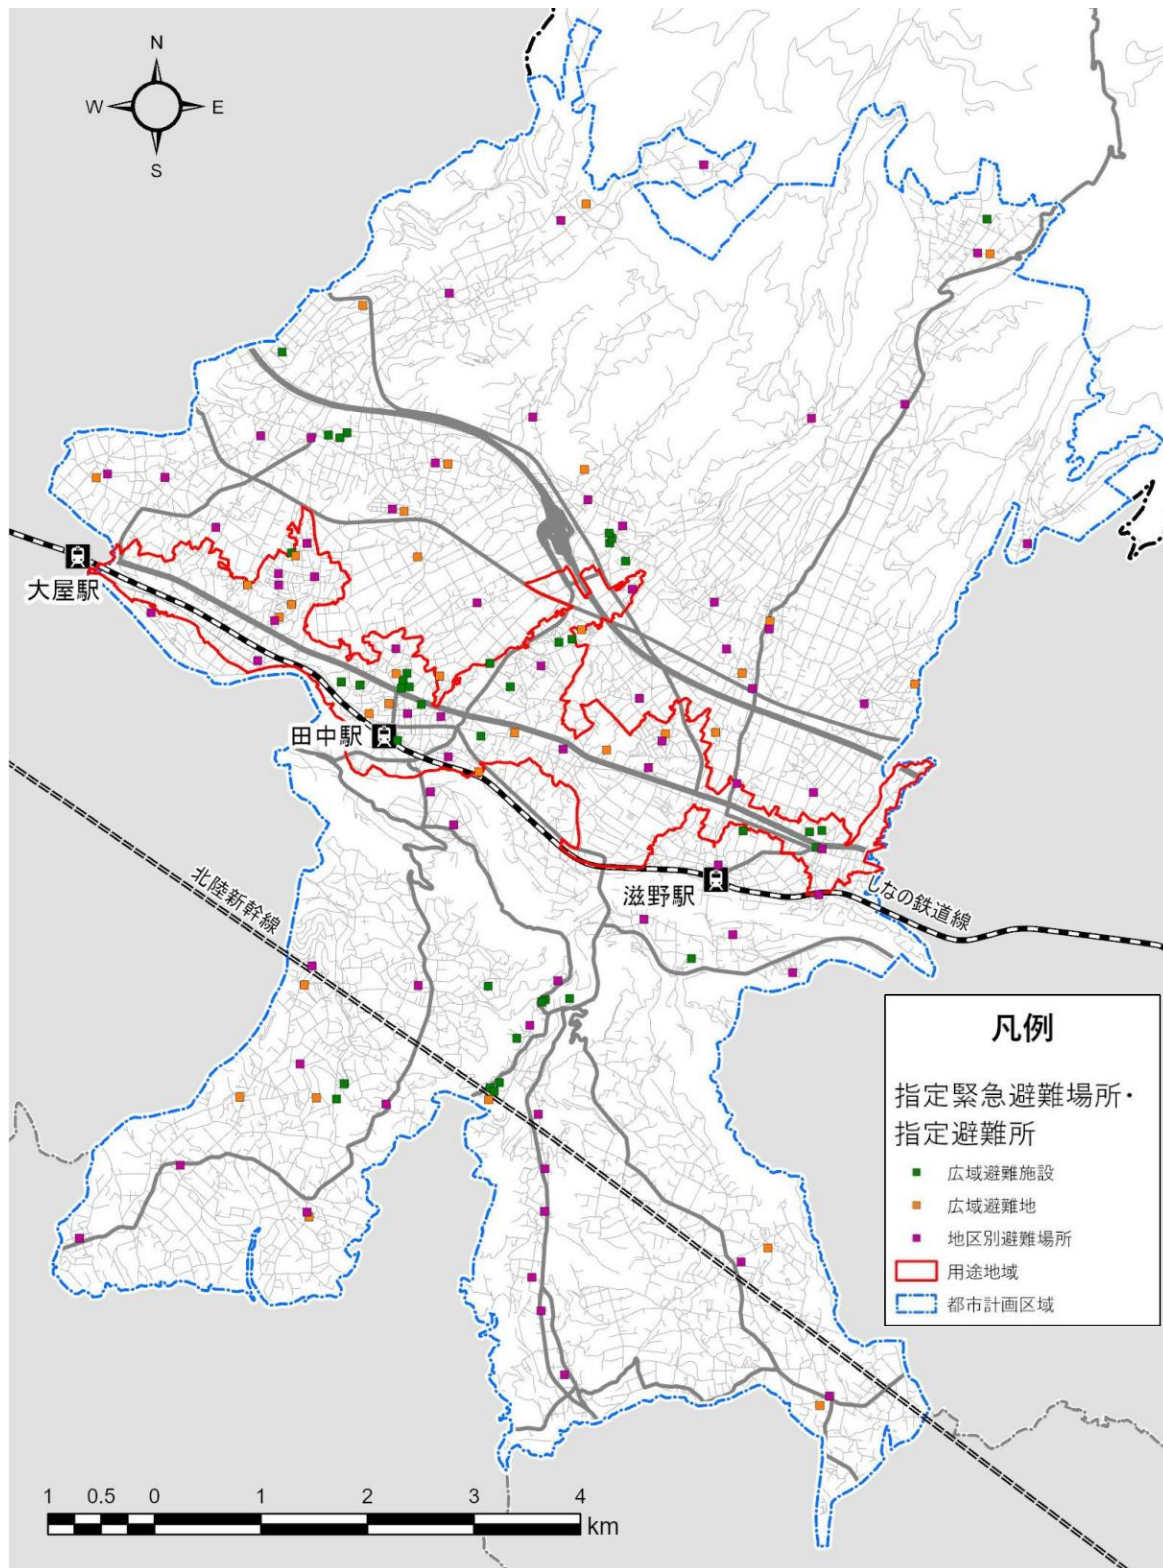 N
W E
S
大屋駅
田中駅
北陸新幹線
滋野駅
しなの鉄道線
凡例
指定緊急避難場所・
指定避難所
広域避難施設
広域避難地
地区別避難場所
用途地域
都市計画区域
1 0.5 0 1 2 3 4
km